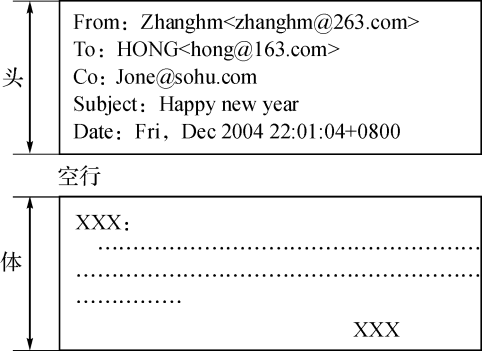 头
From：Zhanghm<zhanghm@263.com>
To：HONG<hong@163.com>
Co：Jone@sohu.com
Subject：Happy new year
Date：Fri，Dec 2004 22:01:04+0800
空行
体
XXX：
……………………………………………
………………………………………………
……………
XXX